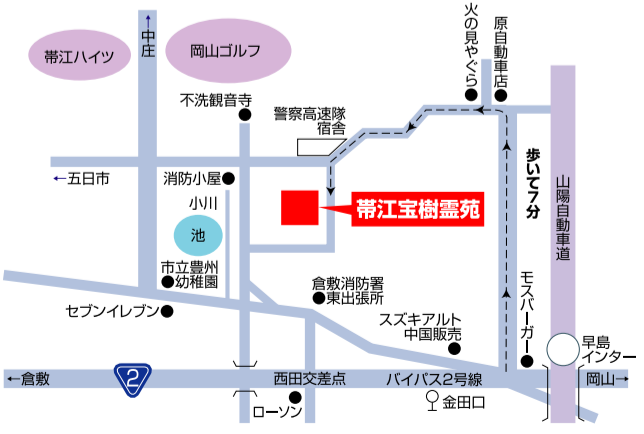 ↑
中庄
帯江ハイツ
岡山ゴルフ
火の見やぐら
原自動車店
不洗観音寺
警察高速隊
宿舎
歩いて7分
←五日市
消防小屋
小川
池
帯江宝樹霊苑
山陽自動車道
市立豊州
幼稚園
セブンイレブン
倉敷消防署
東出張所
スズキアルト
中国販売
モスバーガー
早島
インター
←倉敷
2
西田交差点
バイパス2号線
岡山→
ローソン
金田口